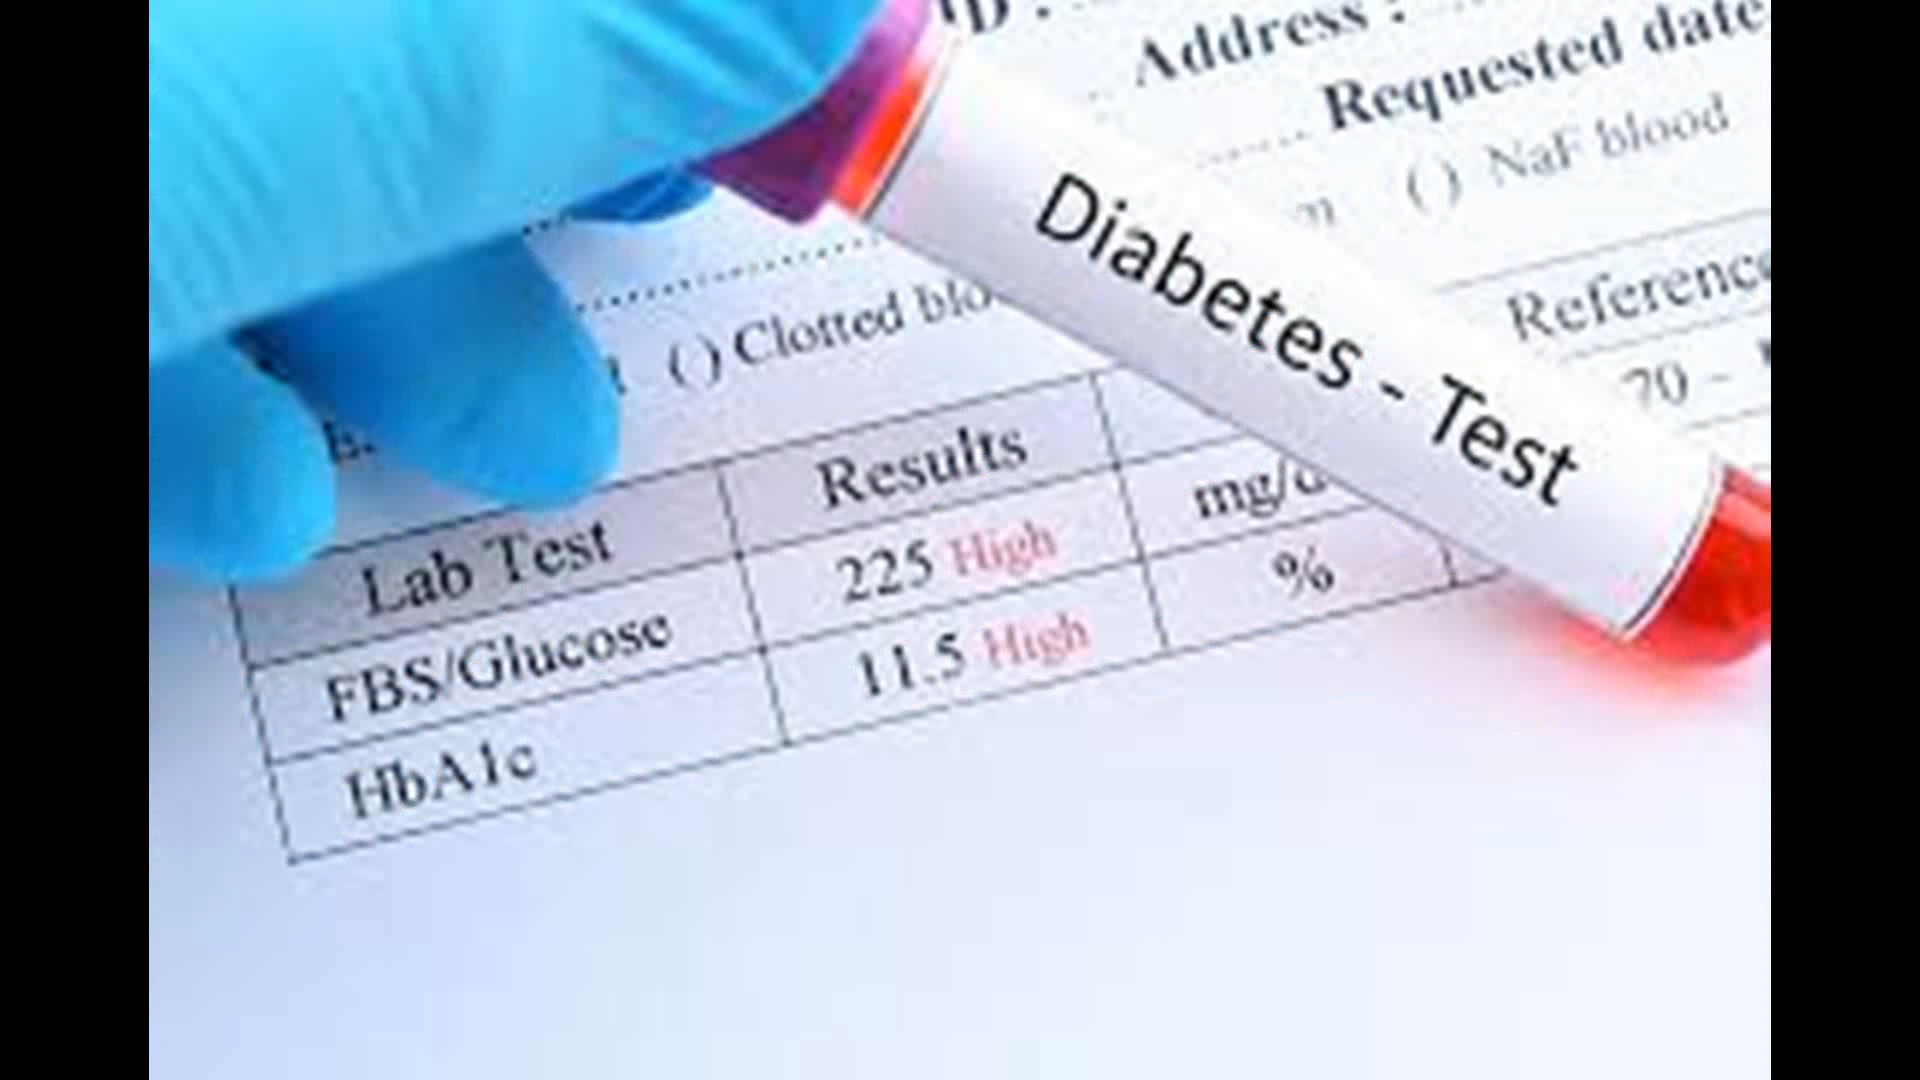 Address :
Requested date
( ) NaF blood
Diabetes - Test
( ) Clotted
Reference
70 -
Lab Test Results
FBS/Glucose 225 High
HbA1c 11.5 High %